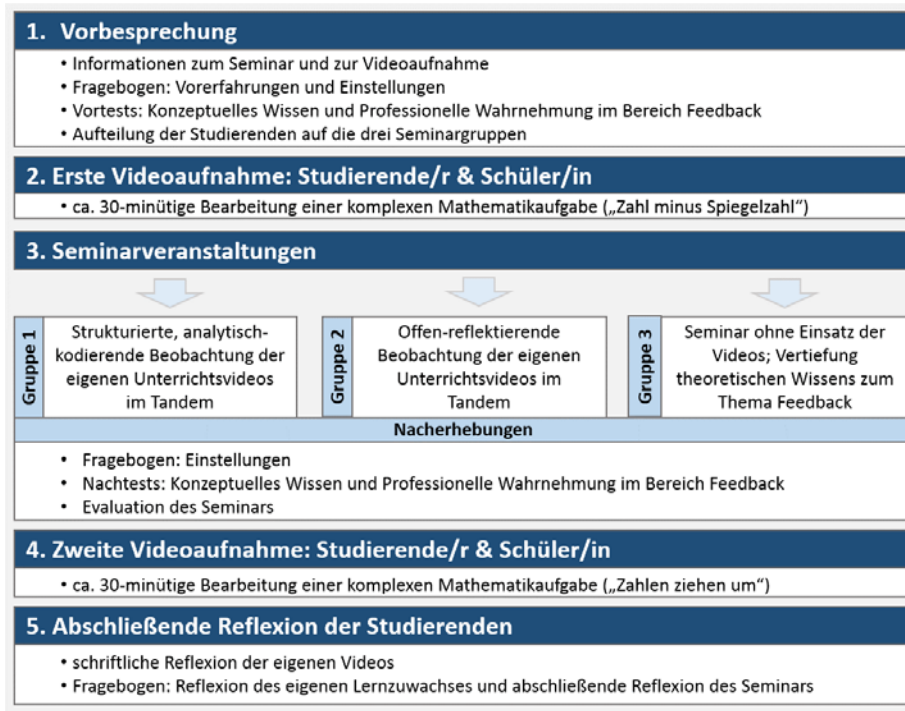 1. Vorbesprechung
• Informationen zum Seminar und zur Videoaufnahme
• Fragebogen: Vorerfahrungen und Einstellungen
• Vortests: Konzeptuelles Wissen und Professionelle Wahrnehmung im Bereich Feedback
• Aufteilung der Studierenden auf die drei Seminargruppen
2. Erste Videoaufnahme: Studierende/r & Schüler/in
• ca. 30-minütige Bearbeitung einer komplexen Mathematikaufgabe („Zahl minus Spiegelzahl“)
3. Seminarveranstaltungen
Gruppe 1
Strukturierte, analytisch-
kodierende Beobachtung der
eigenen Unterrichtsvideos
im Tandem
Gruppe 2
Offen-reflektierende
Beobachtung der eigenen
Unterrichtsvideos im
Tandem
Gruppe 3
Seminar ohne Einsatz der
Videos; Vertiefung
theoretischen Wissens zum
Thema Feedback
Nacherhebungen
• Fragebogen: Einstellungen
• Nachtests: Konzeptuelles Wissen und Professionelle Wahrnehmung im Bereich Feedback
• Evaluation des Seminars
4. Zweite Videoaufnahme: Studierende/r & Schüler/in
• ca. 30-minütige Bearbeitung einer komplexen Mathematikaufgabe („Zahlen ziehen um“)
5. Abschließende Reflexion der Studierenden
• schriftliche Reflexion der eigenen Videos
• Fragebogen: Reflexion des eigenen Lernzuwachses und abschließende Reflexion des Seminars